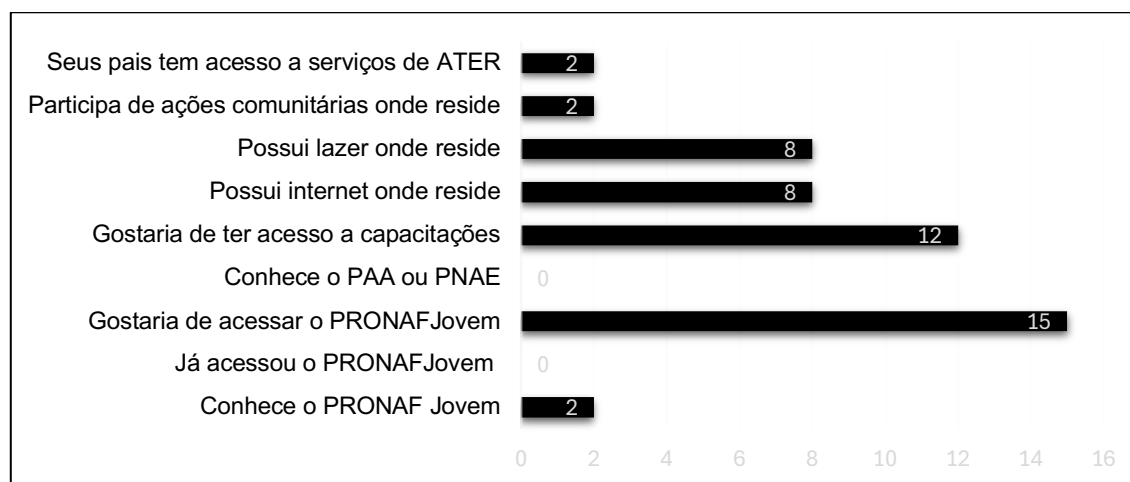 Seus pais tem acesso a serviços de ATER 2
Participa de ações comunitárias onde reside 2
Possui lazer onde reside 8
Possui internet onde reside 8
Gostaria de ter acesso a capacitações 12
Conhece o PAA ou PNAE 0
Gostaria de acessar o PRONAFJovem 15
Já acessou o PRONAFJovem 0
Conhece o PRONAF Jovem 2
0 2 4 6 8 10 12 14 16